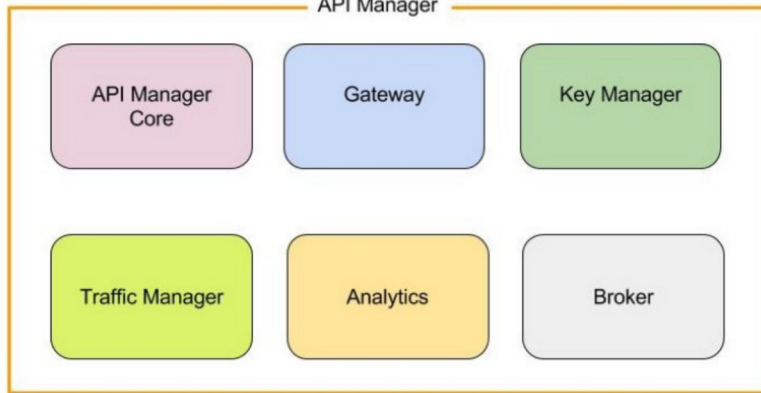 API Manager
API Manager
Core
Gateway
Key Manager
Traffic Manager
Analytics
Broker